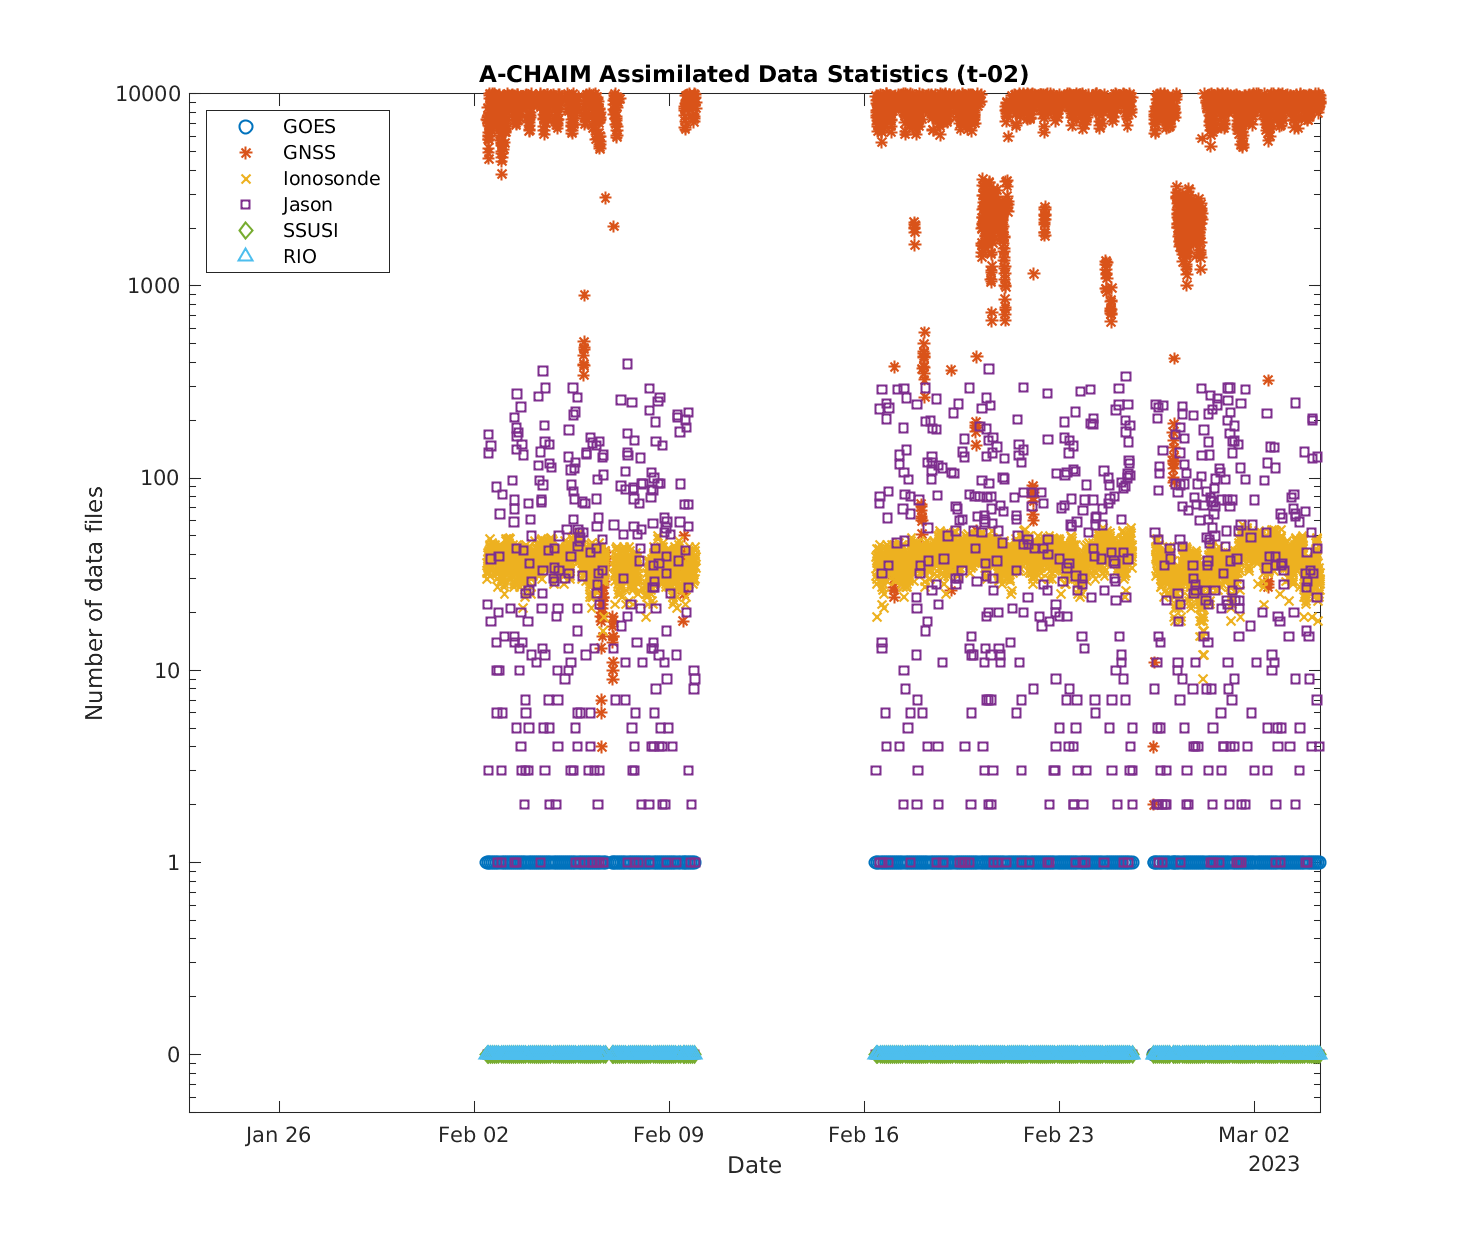 A-CHAIM Assimilated Data Statistics (t-02)
10000
1000
100
10
1
0
Number of data files
GOES
GNSS
Ionosonde
Jason
SSUSI
RIO
Jan 26
Feb 02
Feb 09
Feb 16
Feb 23
Mar 02
Date
2023